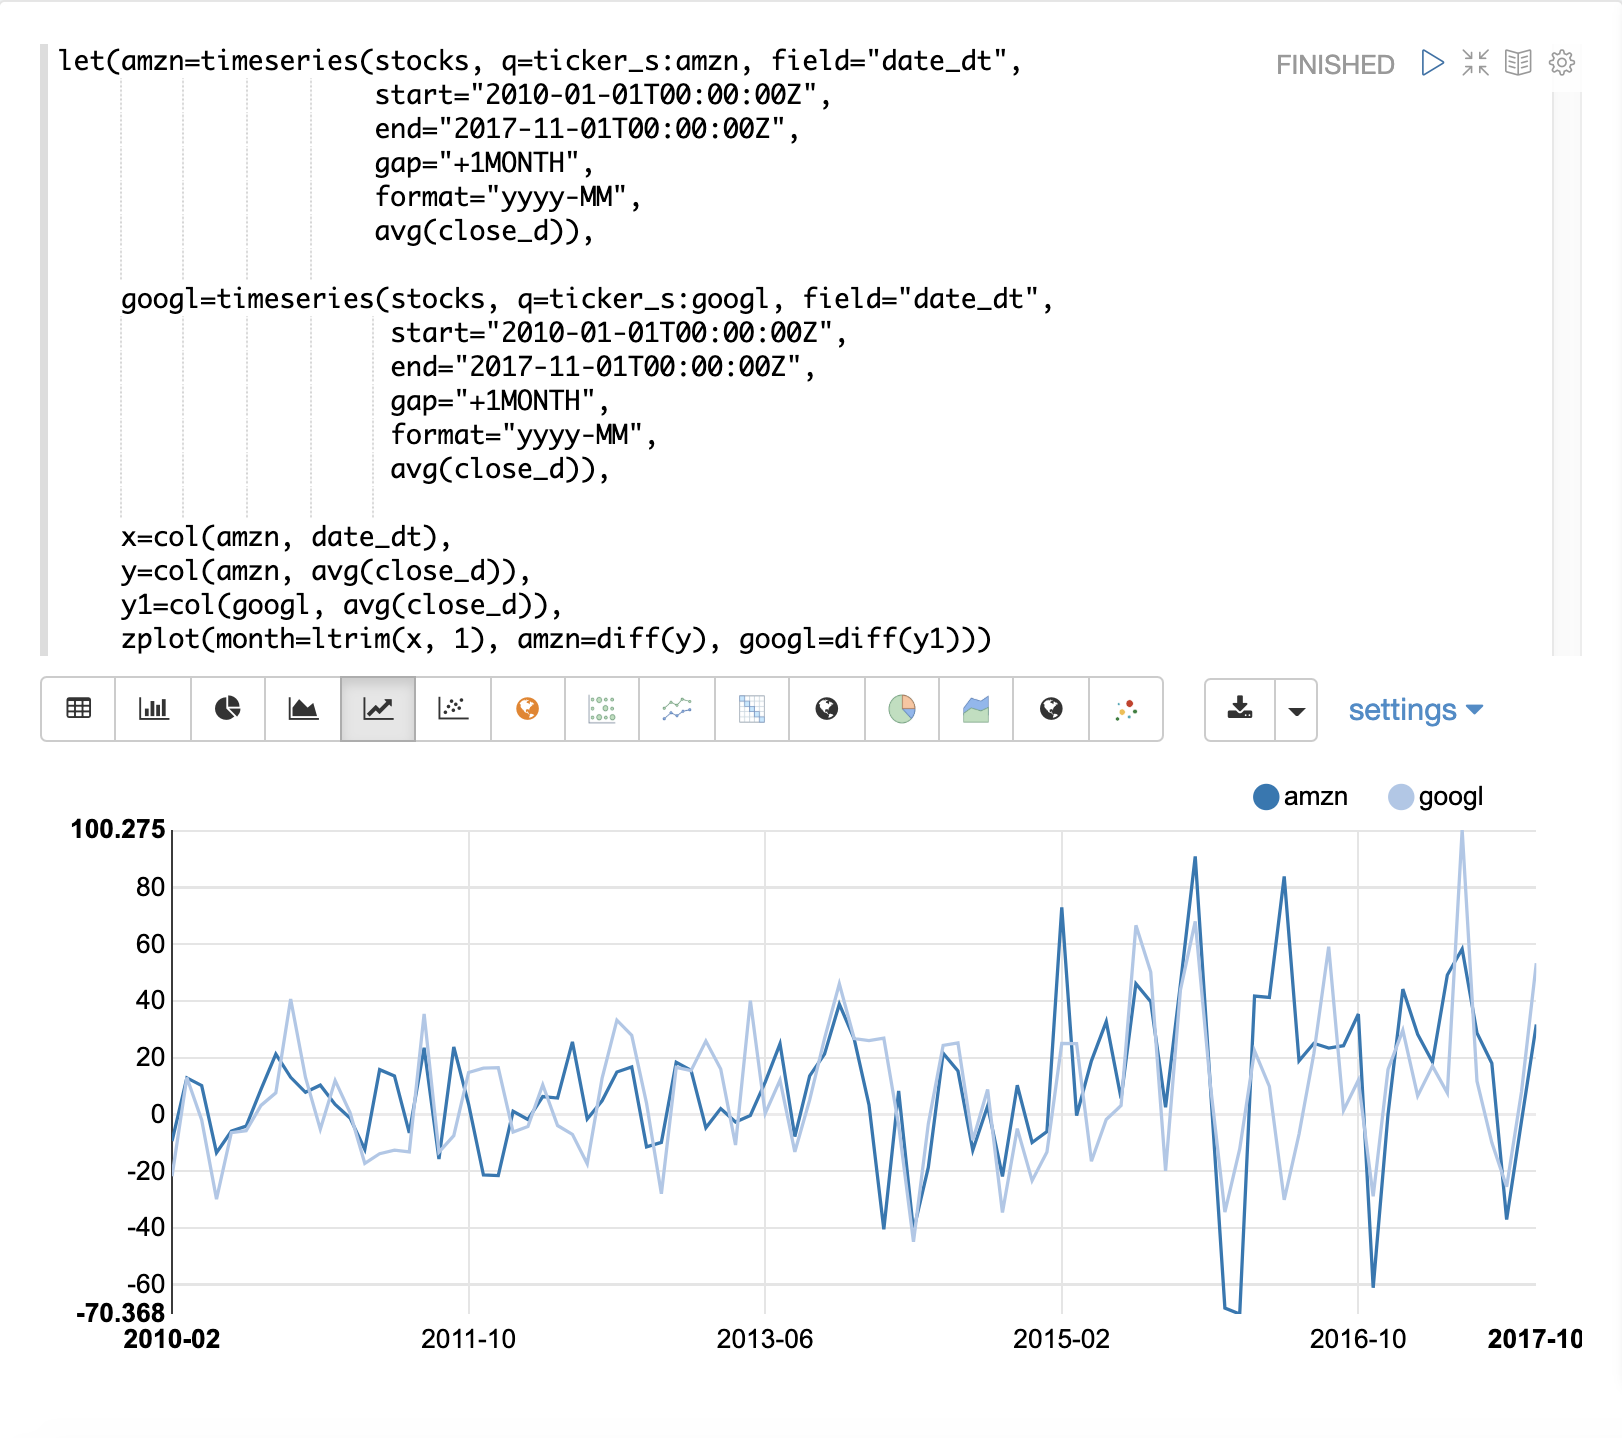 let(amzn=timeseries(stocks, q=ticker_s:amzn, field="date_dt",
start="2010-01-01T00:00:00Z",
end="2017-11-01T00:00:00Z",
gap="+1MONTH",
format="yyyy-MM",
avg(close_d)),
googl=timeseries(stocks, q=ticker_s:googl, field="date_dt",
start="2010-01-01T00:00:00Z",
end="2017-11-01T00:00:00Z",
gap="+1MONTH",
format="yyyy-MM",
avg(close_d)),
x=col(amzn, date_dt),
y=col(amzn, avg(close_d)),
y1=col(googl, avg(close_d)),
zplot(month=ltrim(x, 1), amzn=diff(y), googl=diff(y1)))
FINISHED
settings
amzn googl
100.275
80
60
40
20
0
-20
-40
-60
-70.368
2010-02 2011-10 2013-06 2015-02 2016-10 2017-10